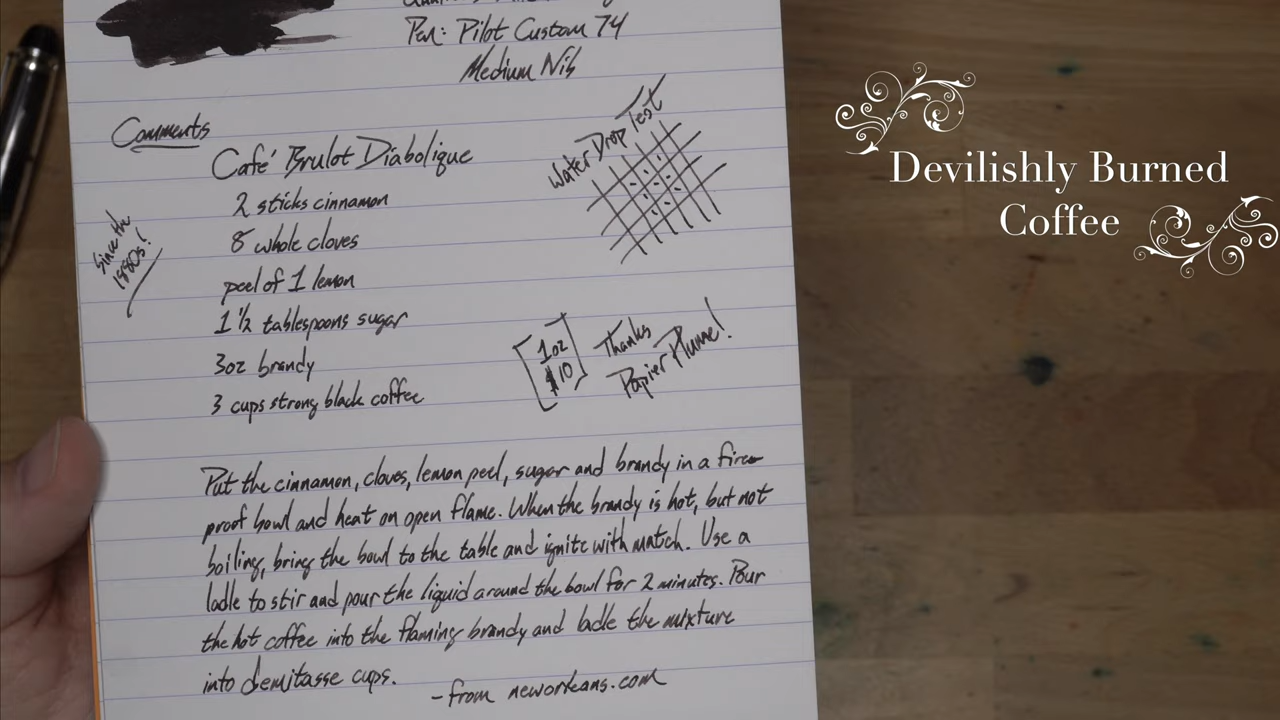 Pen: Pilot Custom 74
Medium Nib
Comments
Café Brulot Diabolique
Water Drop Test
2 sticks cinnamon
8 whole cloves
Since the
1880s!
peel of 1 lemon
1 ½ tablespoons sugar
3oz brandy
3 cups strong black coffee
1oz
$10
Thanks
Papier Plume!
Put the cinnamon, cloves, lemon peel, sugar and brandy in a fire
proof bowl and heat on open flame. When the brandy is hot, but not
boiling, bring the bowl to the table and ignite with match. Use a
ladle to stir and pour the liquid around the bowl for 2 minutes. Pour
the hot coffee into the flaming brandy and ladle the mixture
into demitasse cups.
-from neworleans.com
Devilishly Burned
Coffee